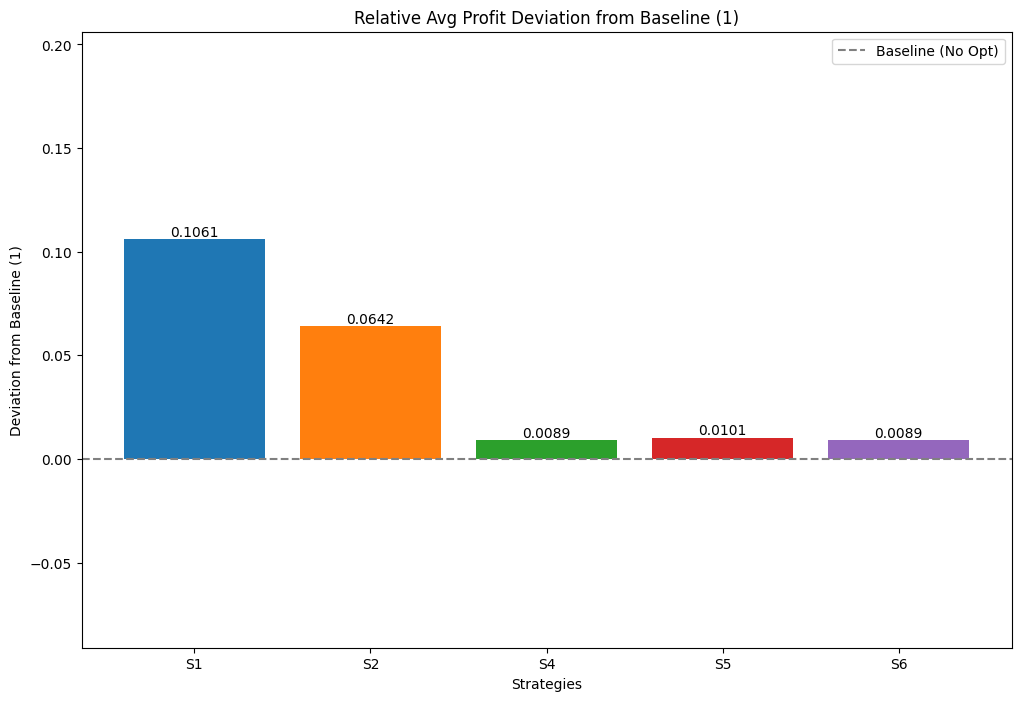 Relative Avg Profit Deviation from Baseline (1)
Baseline (No Opt)
Deviation from Baseline (1)
0.20
0.15
0.10
0.05
0.00
−0.05
0.1061
0.0642
0.0089
0.0101
0.0089
S1
S2
S4
S5
S6
Strategies